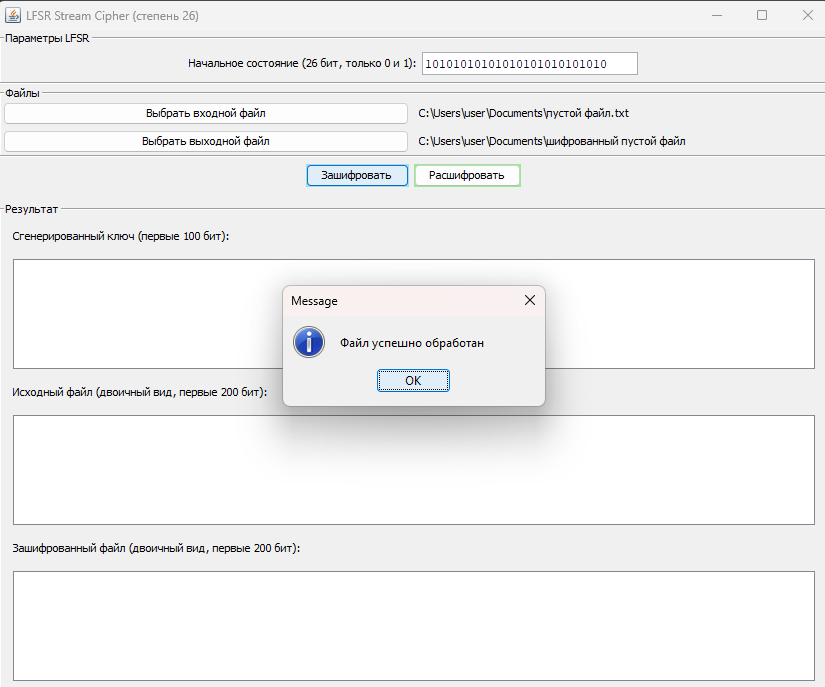 LFSR Stream Cipher (степень 26)
Параметры LFSR
Начальное состояние (26 бит, только 0 и 1): 10101010101010101010101010
Файлы
Выбрать входной файл C:\Users\user\Documents\пустой файл.txt
Выбрать выходной файл C:\Users\user\Documents\шифрованный пустой файл
Зашифровать Расшифровать
Результат
Сгенерированный ключ (первые 100 бит):
Message
Файл успешно обработан
OK
Исходный файл (двоичный вид, первые 200 бит):
Зашифрованный файл (двоичный вид, первые 200 бит):